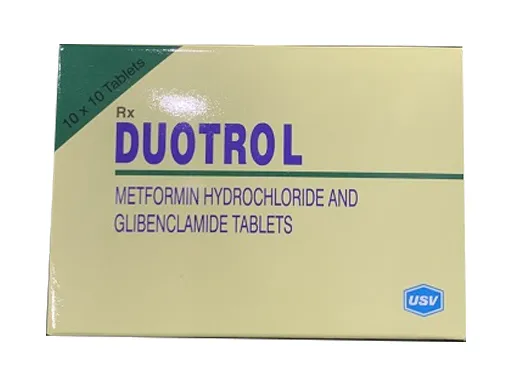 10 x 10 Tablets
Rx
DUOTROL
METFORMIN HYDROCHLORIDE AND
GLIBENCLAMIDE TABLETS
USV